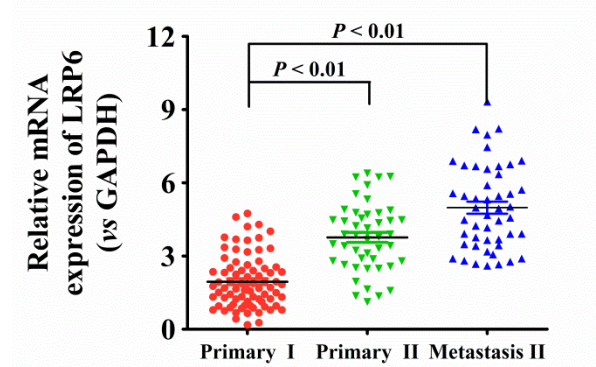 P < 0.01
P < 0.01
Relative mRNA
expression of LRP6
(vs GAPDH)
12
9
6
3
0
Primary I
Primary II
Metastasis II